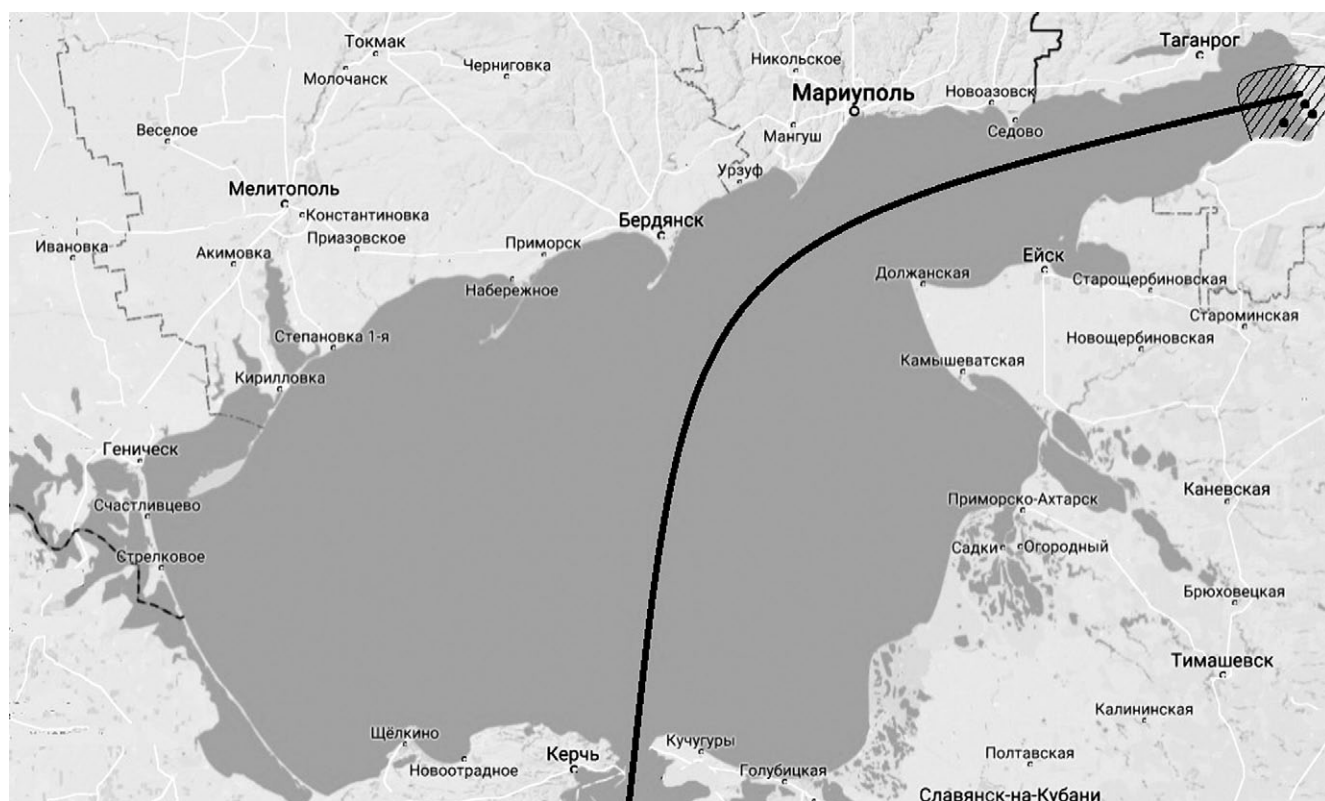 Токмак
Таганрог
Никольское
Черниговка
Молочанск
Мариуполь
Новоазовск
Седово
Веселое
Мангуш
Урзуф
Мелитополь
Константиновка
Бердянск
Приазовское
Ивановка
Акимовка
Приморск
Ейск
Должанская
Старощербиновская
Набережное
Староминская
Степановка 1-я
Новощербиновская
Камышеватская
Кирилловка
Геническ
Каневская
Счастливцево
Приморско-Ахтарск
Садки
Огородный
Стрелковое
Брюховецкая
Тимашевск
Калининская
Щёлкино
Кучугуры
Керчь
Полтавская
Новоотрадное
Голубицкая
Славянск-на-Кубани